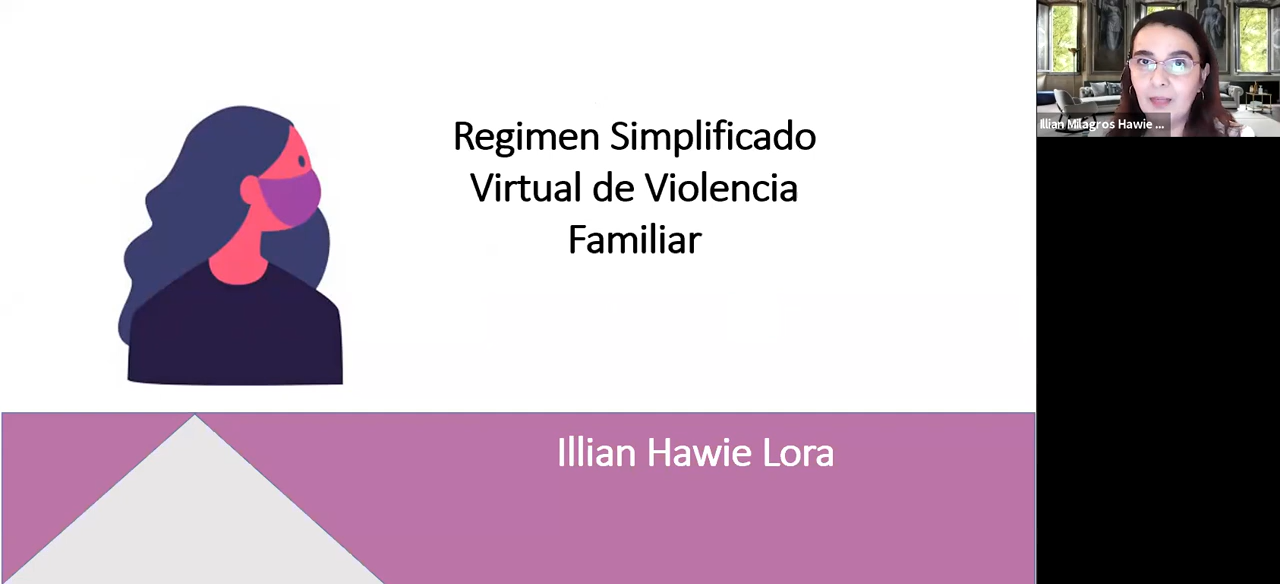 Regimen Simplificado
Virtual de Violencia
Familiar
Illian Hawie Lora
Illian Milagros Hawie ...